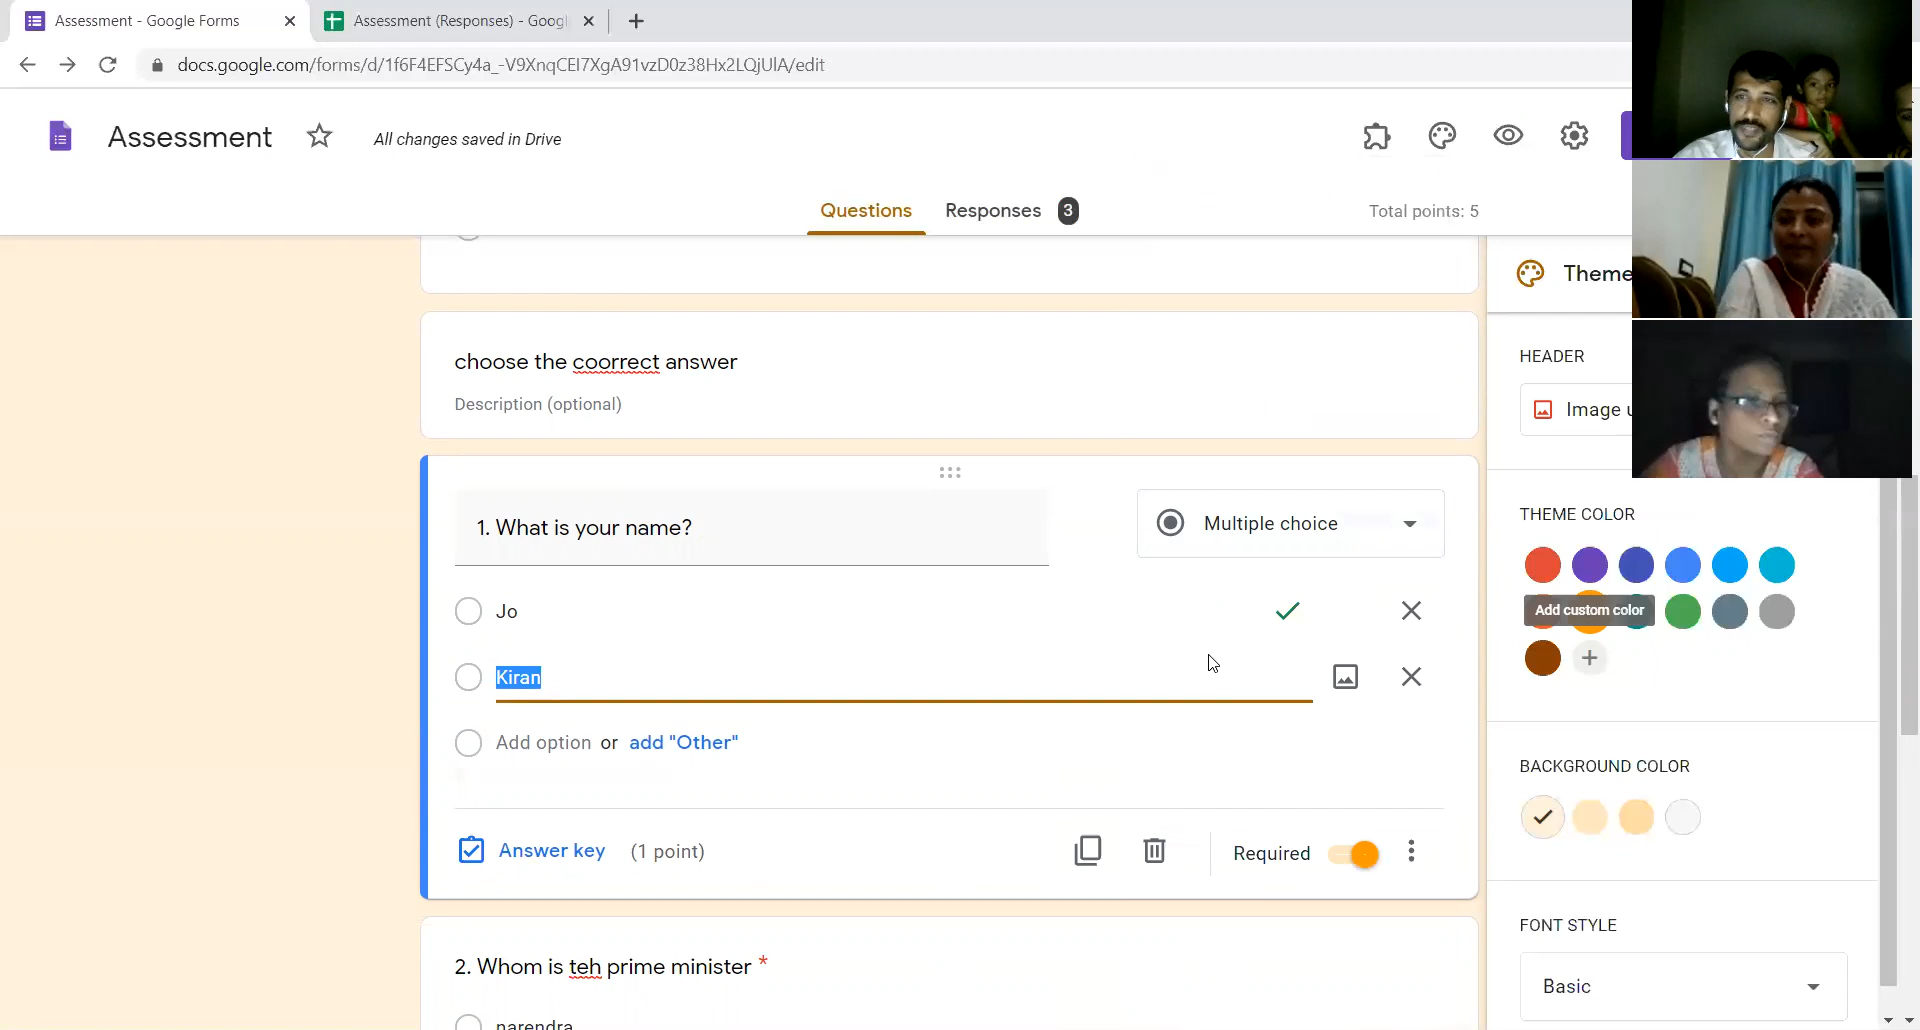 Assessment - Google Forms
Assessment (Responses) - Goog
docs.google.com/forms/d/1f6F4EFSCy4a_-V9XnqCEI7XgA91vzD0z38Hx2LQjUlA/edit
Assessment
All changes saved in Drive
Questions
Responses 3
Total points: 5
Theme
choose the coorrect answer
Description (optional)
HEADER
Image u
1. What is your name?
Multiple choice
THEME COLOR
Add custom color
Jo
Kiran
Add option or add "Other"
BACKGROUND COLOR
Answer key (1 point)
Required
FONT STYLE
Basic
2. Whom is teh prime minister *
narendra